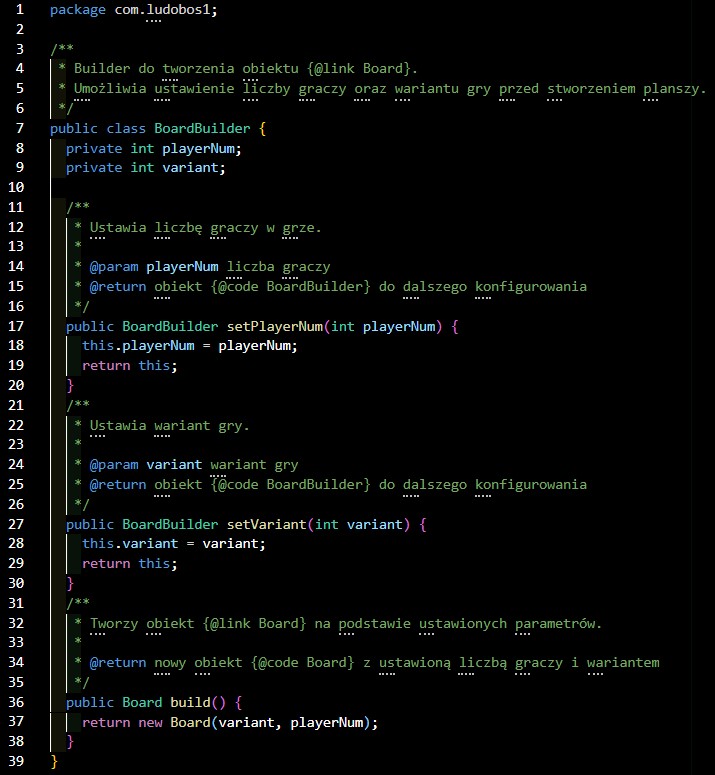 1 package com.ludobos1;
2
3 /**
4  * Builder do tworzenia obiektu {@link Board}.
5  * Umożliwia ustawienie liczby graczy oraz wariantu gry przed stworzeniem planszy.
6  */
7 public class BoardBuilder {
8   private int playerNum;
9   private int variant;
10
11   /**
12    * Ustawia liczbę graczy w grze.
13    *
14    * @param playerNum liczba graczy
15    * @return obiekt {@code BoardBuilder} do dalszego konfigurowania
16    */
17   public BoardBuilder setPlayerNum(int playerNum) {
18     this.playerNum = playerNum;
19     return this;
20   }
21   /**
22    * Ustawia wariant gry.
23    *
24    * @param variant wariant gry
25    * @return obiekt {@code BoardBuilder} do dalszego konfigurowania
26    */
27   public BoardBuilder setVariant(int variant) {
28     this.variant = variant;
29     return this;
30   }
31   /**
32    * Tworzy obiekt {@link Board} na podstawie ustawionych parametrów.
33    *
34    * @return nowy obiekt {@code Board} z ustawioną liczbą graczy i wariantem
35    */
36   public Board build() {
37     return new Board(variant, playerNum);
38   }
39 }